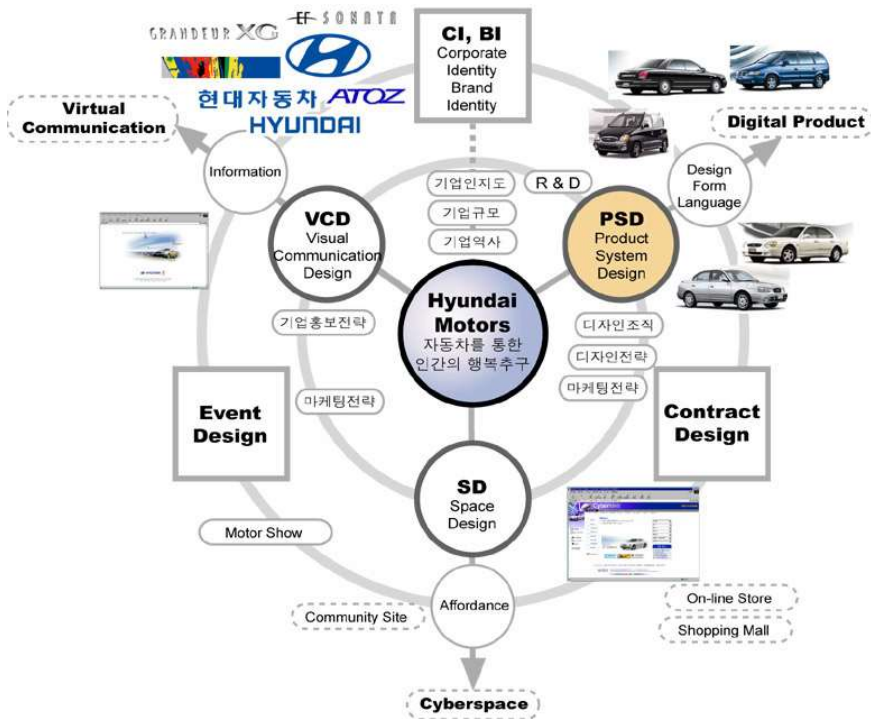 GRANDEUR XG
EF SONATA
현대자동차 ATOZ
HYUNDAI
CI, BI
Corporate
Identity
Brand
Identity
Virtual
Communication
Digital Product
Information
Design
Form
Language
기업인지도
R & D
기업규모
기업역사
VCD
Visual
Communication
Design
PSD
Product
System
Design
Hyundai
Motors
자동차를 통한
인간의 행복추구
기업홍보전략
마케팅전략
디자인조직
디자인전략
마케팅전략
Event
Design
Contract
Design
SD
Space
Design
Motor Show
Affordance
Community Site
On-line Store
Shopping Mall
Cyberspace